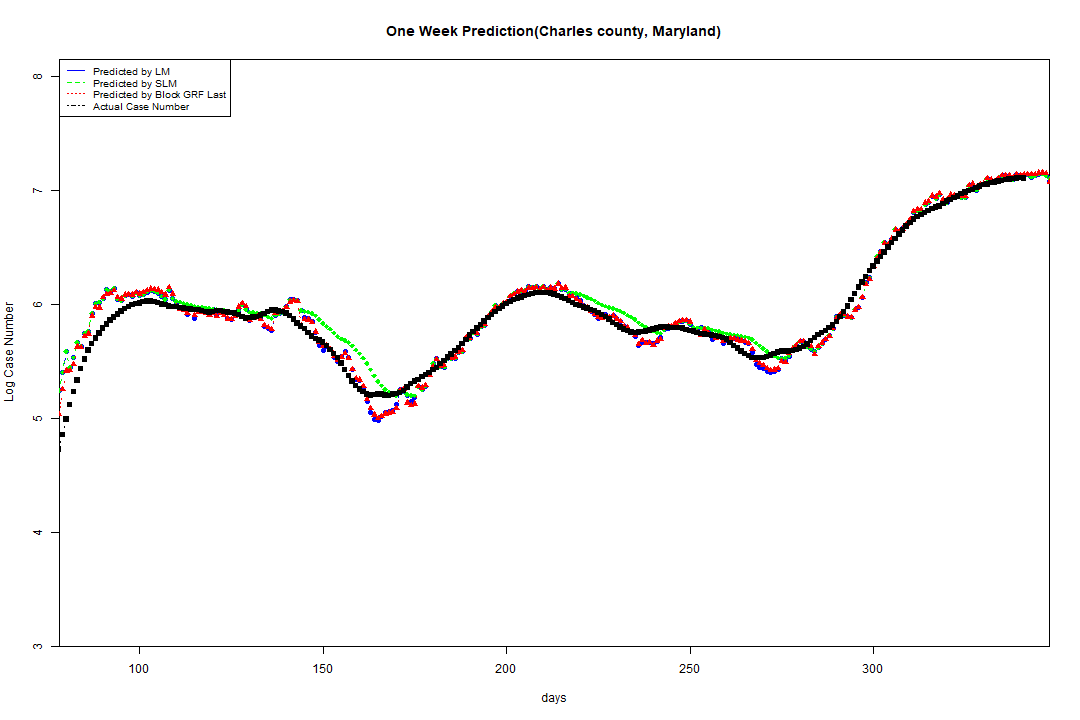 One Week Prediction(Charles county, Maryland)
Predicted by LM
Predicted by SLM
Predicted by Block GRF Last
Actual Case Number
8
7
6
5
4
3
Log Case Number
100 150 200 250 300
days